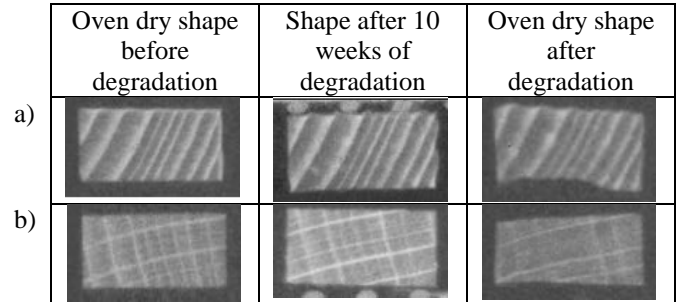 Oven dry shape
before
degradation
Shape after 10
weeks of
degradation
Oven dry shape
after
degradation
a)
b)